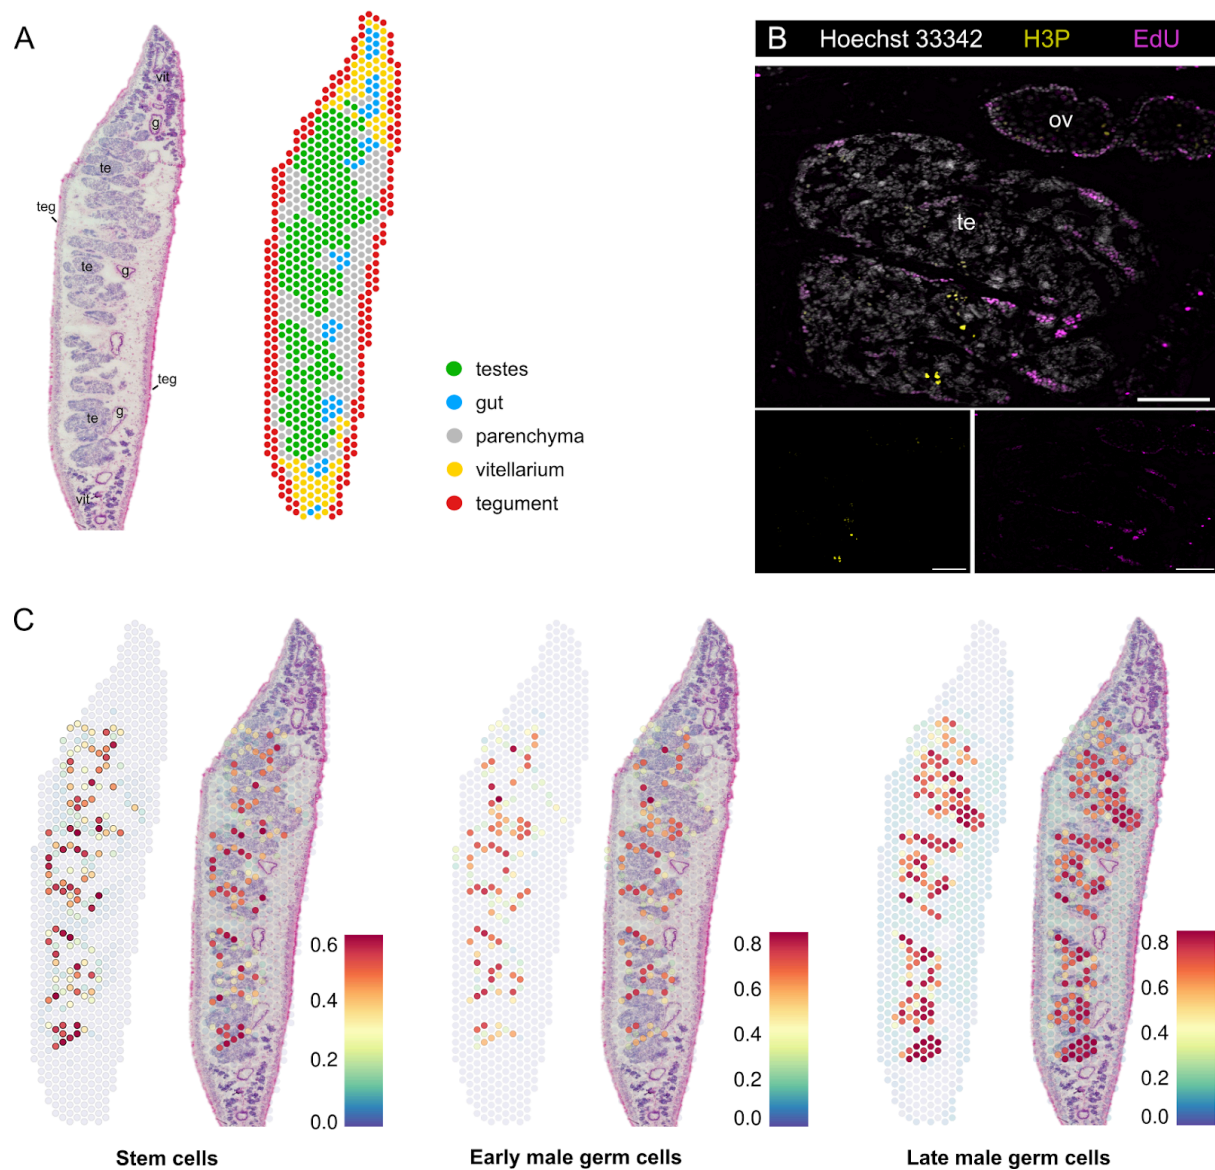 A
vit
g
te
teg
te
g
teg
te
g
vit
testes
gut
parenchyma
vitellarium
tegument
B
Hoechst 33342 H3P EdU
ov
te
C
0.6
0.4
0.2
0.0
Stem cells
0.8
0.6
0.4
0.2
0.0
Early male germ cells
0.8
0.6
0.4
0.2
0.0
Late male germ cells